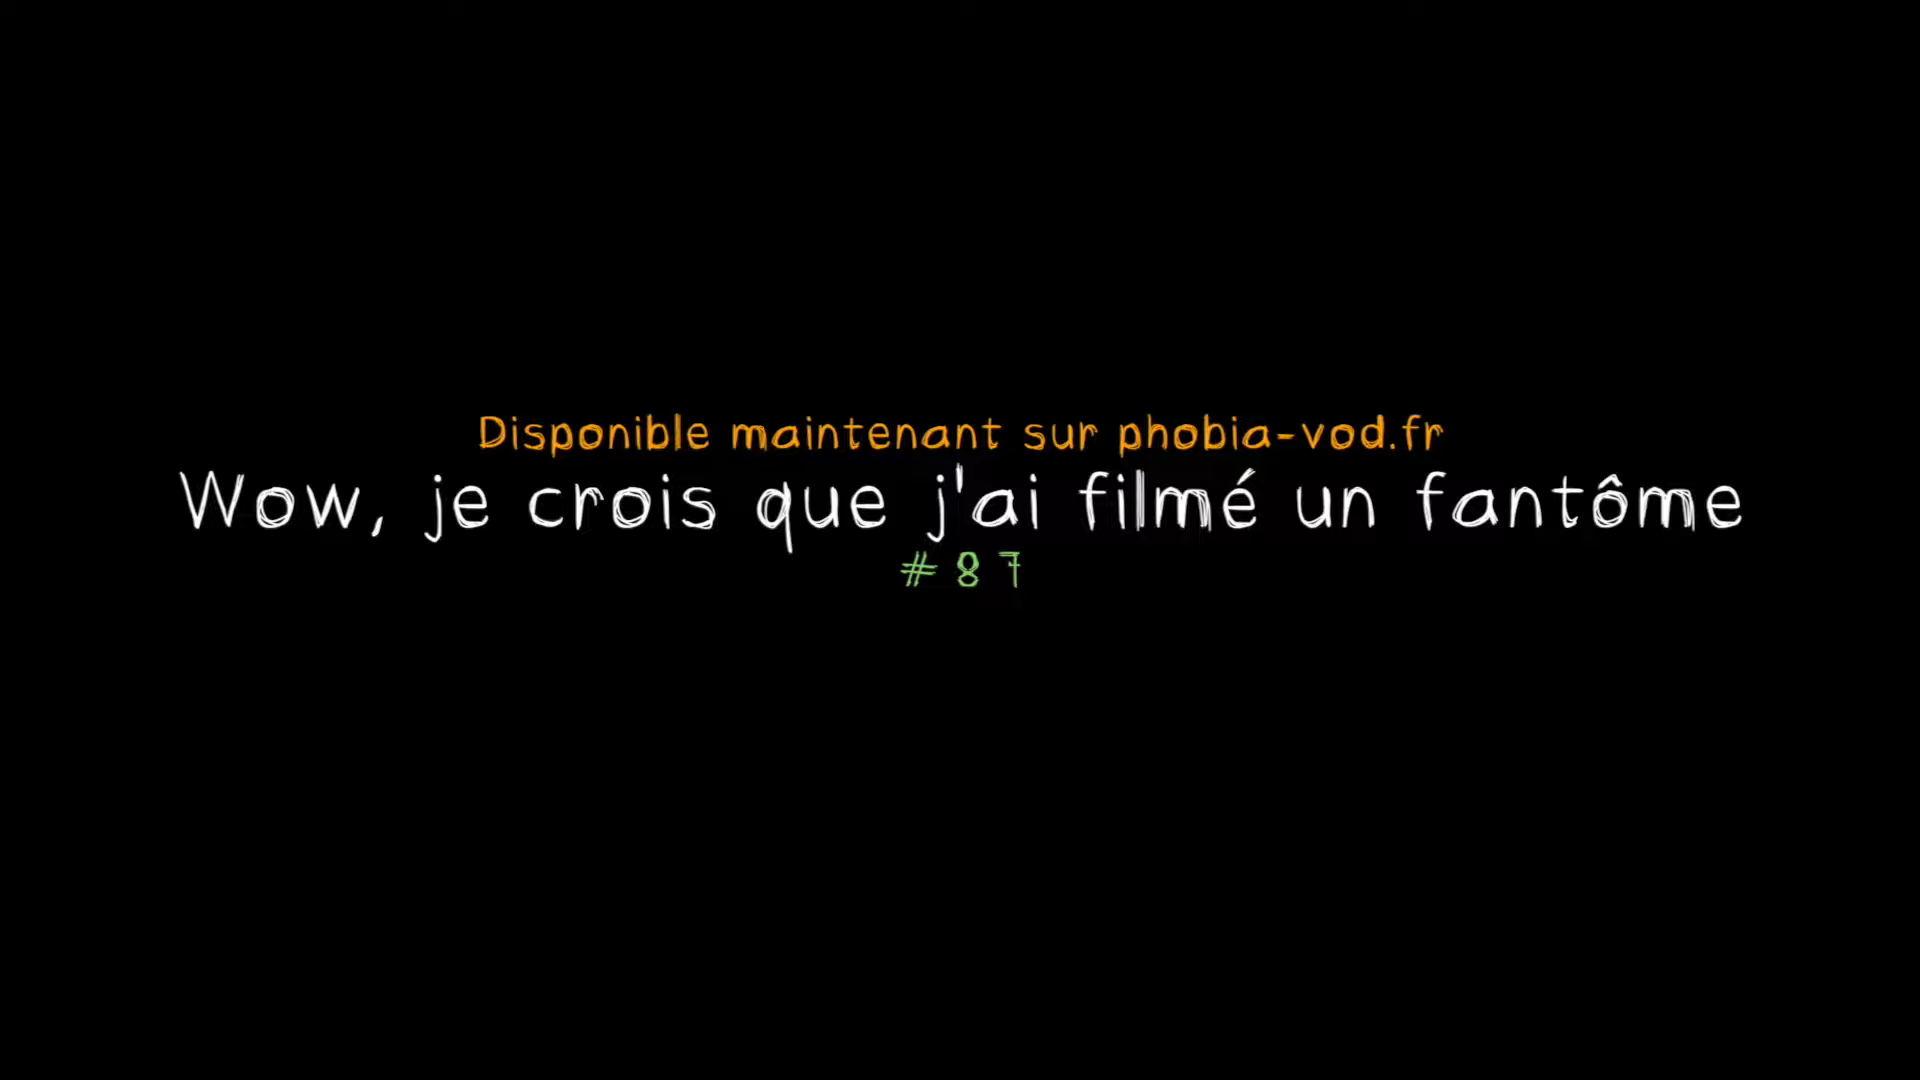 Disponible maintenant sur phobia-vod.fr
Wow, je crois que j'ai filmé un fantôme
#87